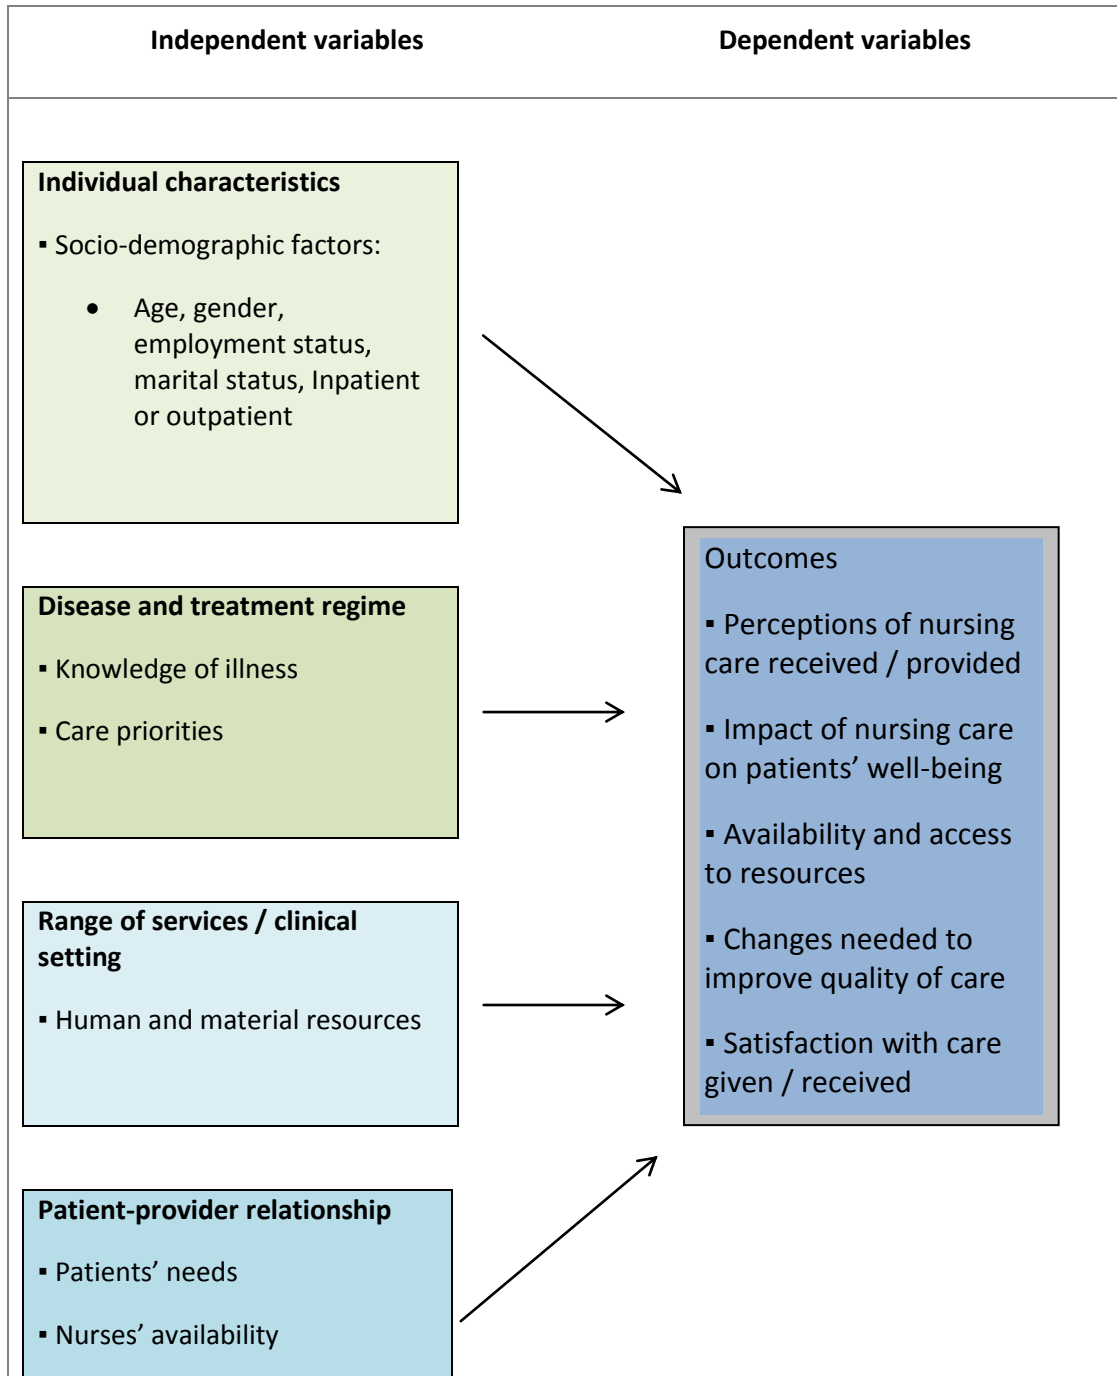 Independent variables
Dependent variables
Individual characteristics
▪ Socio-demographic factors:
● Age, gender,
employment status,
marital status, Inpatient
or outpatient
Disease and treatment regime
▪ Knowledge of illness
▪ Care priorities
Range of services / clinical
setting
▪ Human and material resources
Patient-provider relationship
▪ Patients’ needs
▪ Nurses’ availability
Outcomes
▪ Perceptions of nursing
care received / provided
▪ Impact of nursing care
on patients’ well-being
▪ Availability and access
to resources
▪ Changes needed to
improve quality of care
▪ Satisfaction with care
given / received